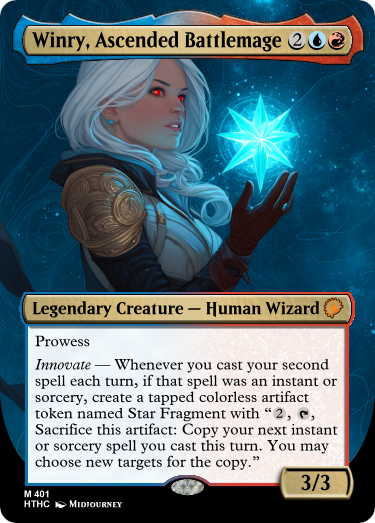 Winry, Ascended Battlemage 2
Legendary Creature — Human Wizard
Prowess
Innovate — Whenever you cast your second
spell each turn, if that spell was an instant or
sorcery, create a tapped colorless artifact
token named Star Fragment with “2, ,
Sacrifice this artifact: Copy your next instant
or sorcery spell you cast this turn. You may
choose new targets for the copy.”
3/3
M 401
HTHC Midjourney